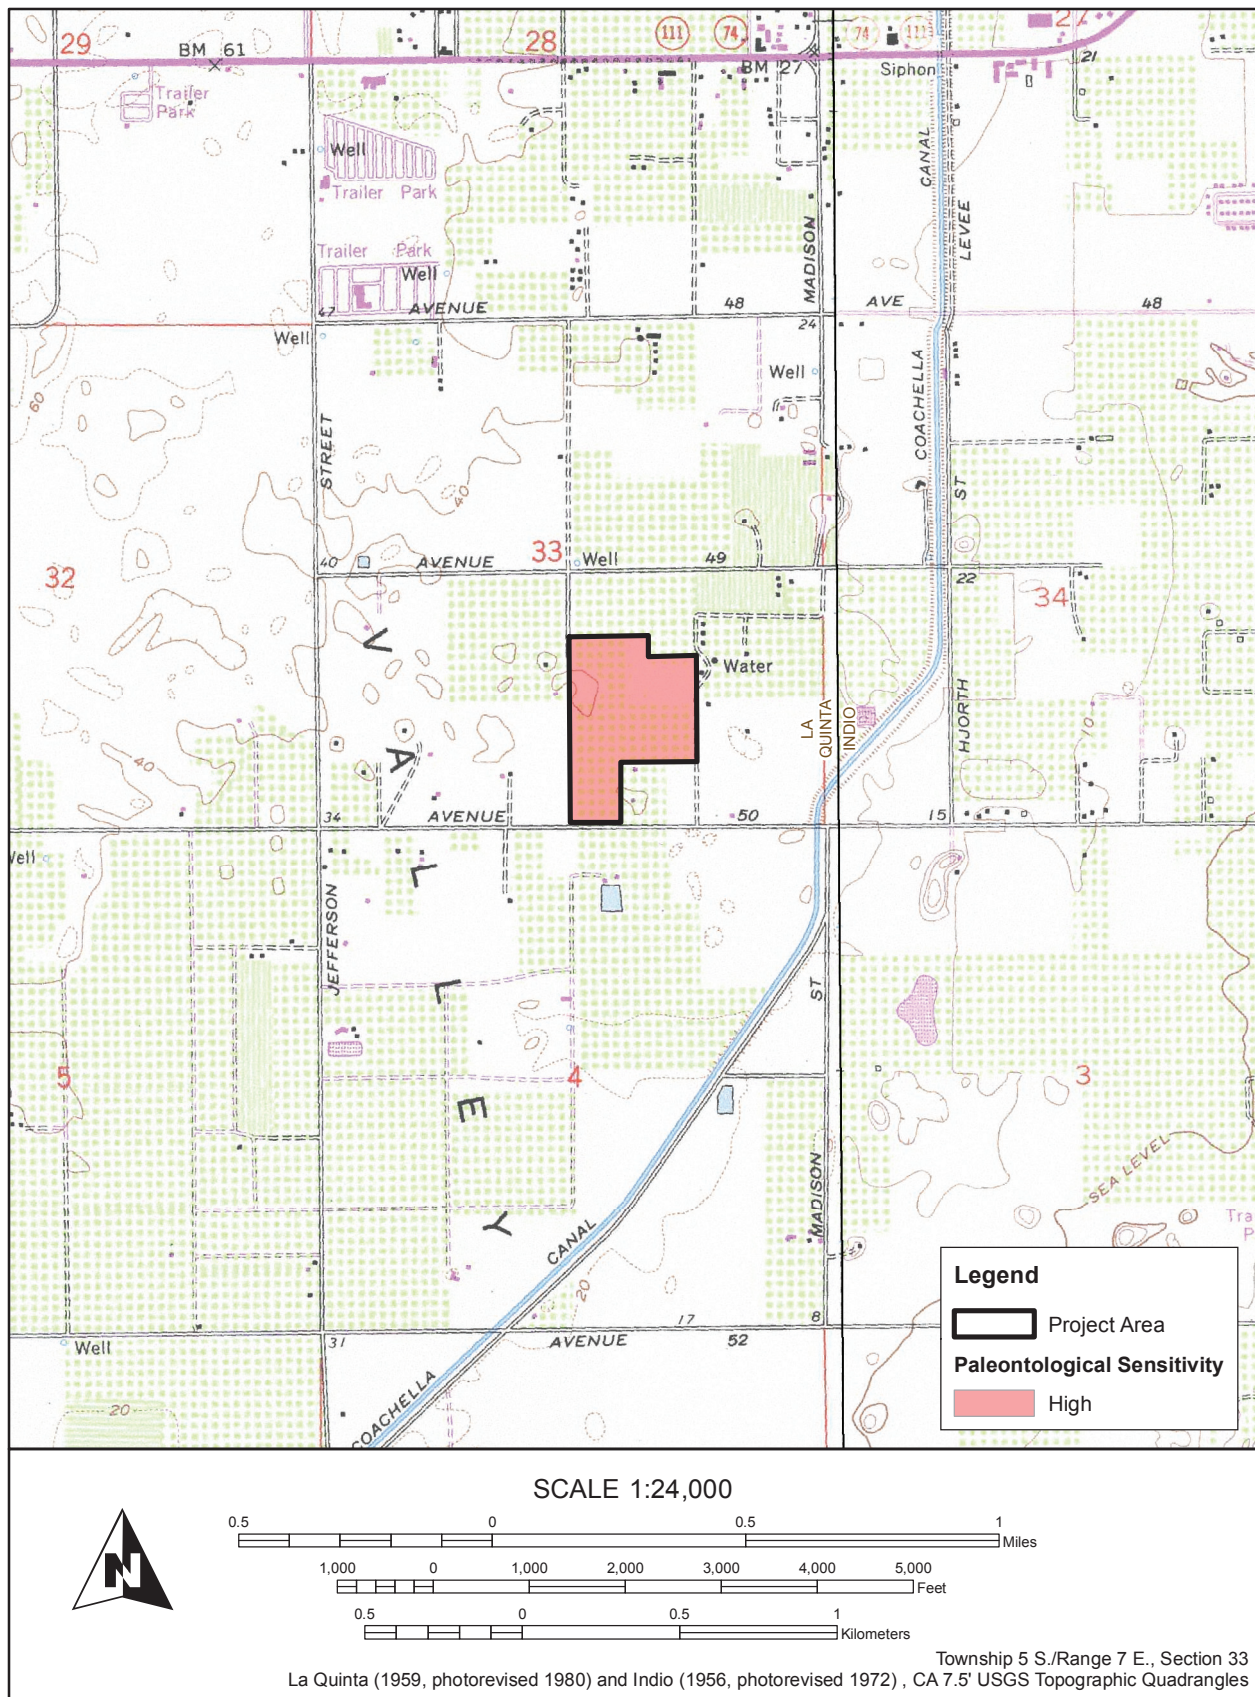 29
BM 61
28
111
74
BM 27
74
111
27
Siphon
21
Trailer
Park
Well
Trailer Park
Trailer Park
Well
MADISON
CANAL
LEVEE
47
AVENUE
48
24
AVE
48
Well
Well
60
STREET
40
COACHELLA
ST
40
AVENUE
33
Well
49
22
32
34
V
Water
LA
QUINTA
INDIO
HJORTH
10
40
A
34
AVENUE
50
15
Well
L
JEFFERSON
L
ST
5
4
3
E
SEA LEVEL
MADISON
Y
CANAL
20
Tra
P
17
8
Well
31
AVENUE
52
20
COACHELLA
Legend
Project Area
Paleontological Sensitivity
High
SCALE 1:24,000
N
0.5 0 0.5 1
Miles
1,000 0 1,000 2,000 3,000 4,000 5,000
Feet
0.5 0 0.5 1
Kilometers
Township 5 S./Range 7 E., Section 33
La Quinta (1959, photorevised 1980) and Indio (1956, photorevised 1972) , CA 7.5' USGS Topographic Quadrangles